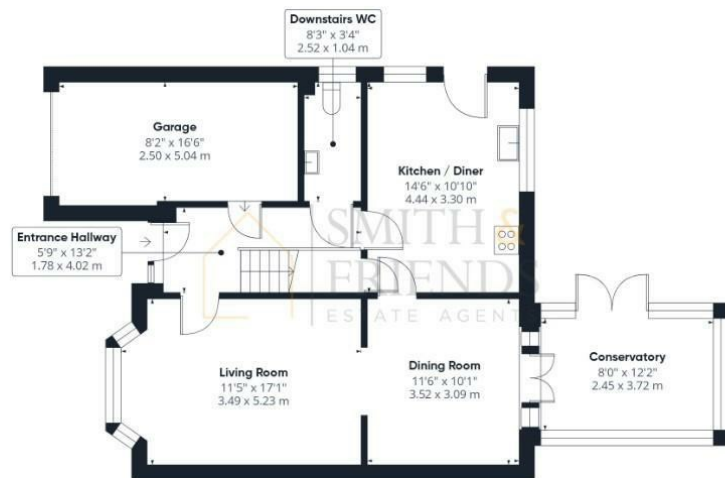 Downstairs WC
8'3" x 3'4"
2.52 x 1.04 m
Garage
8'2" x 16'6"
2.50 x 5.04 m
Kitchen / Diner
14'6" x 10'10"
4.44 x 3.30 m
Entrance Hallway
5'9" x 13'2"
1.78 x 4.02 m
SMITH &
FRIENDS
ESTATE AGENT
Living Room
11'5" x 17'1"
3.49 x 5.23 m
Dining Room
11'6" x 10'1"
3.52 x 3.09 m
Conservatory
8'0" x 12'2"
2.45 x 3.72 m